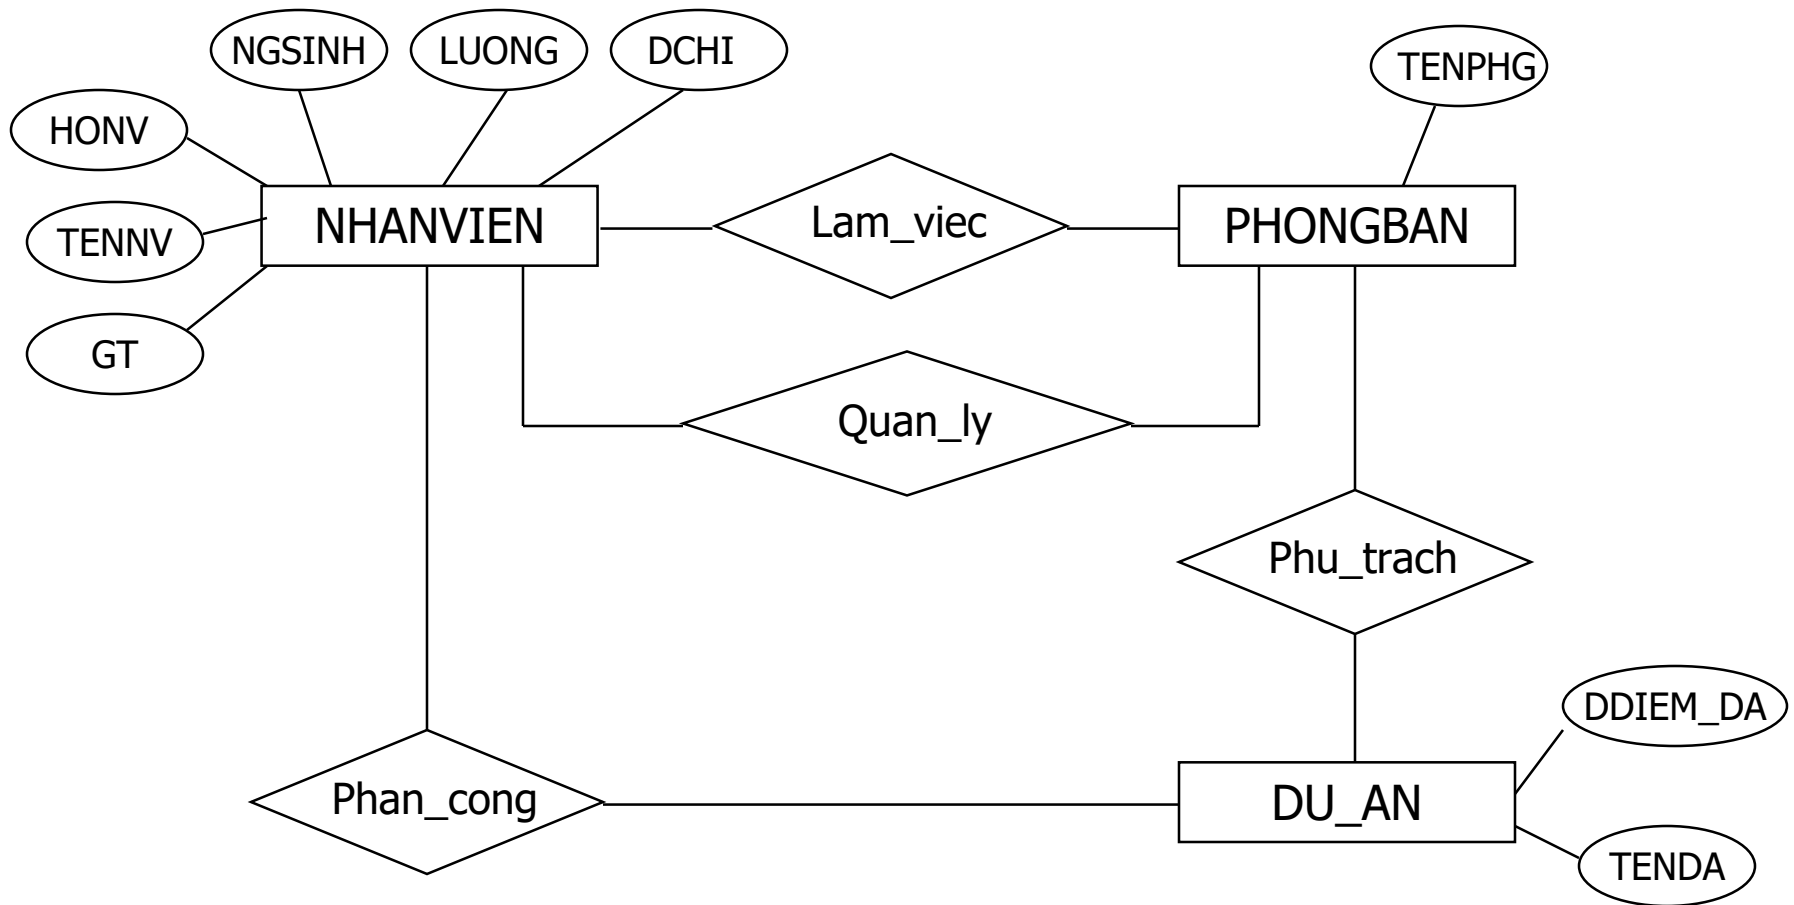 NGSINH
LUONG
DCHI
TENPHG
HONV
TENNV
GT
NHANVIEN
Lam_viec
PHONGBAN
Quan_ly
Phu_trach
Phan_cong
DU_AN
DDIEM_DA
TENDA